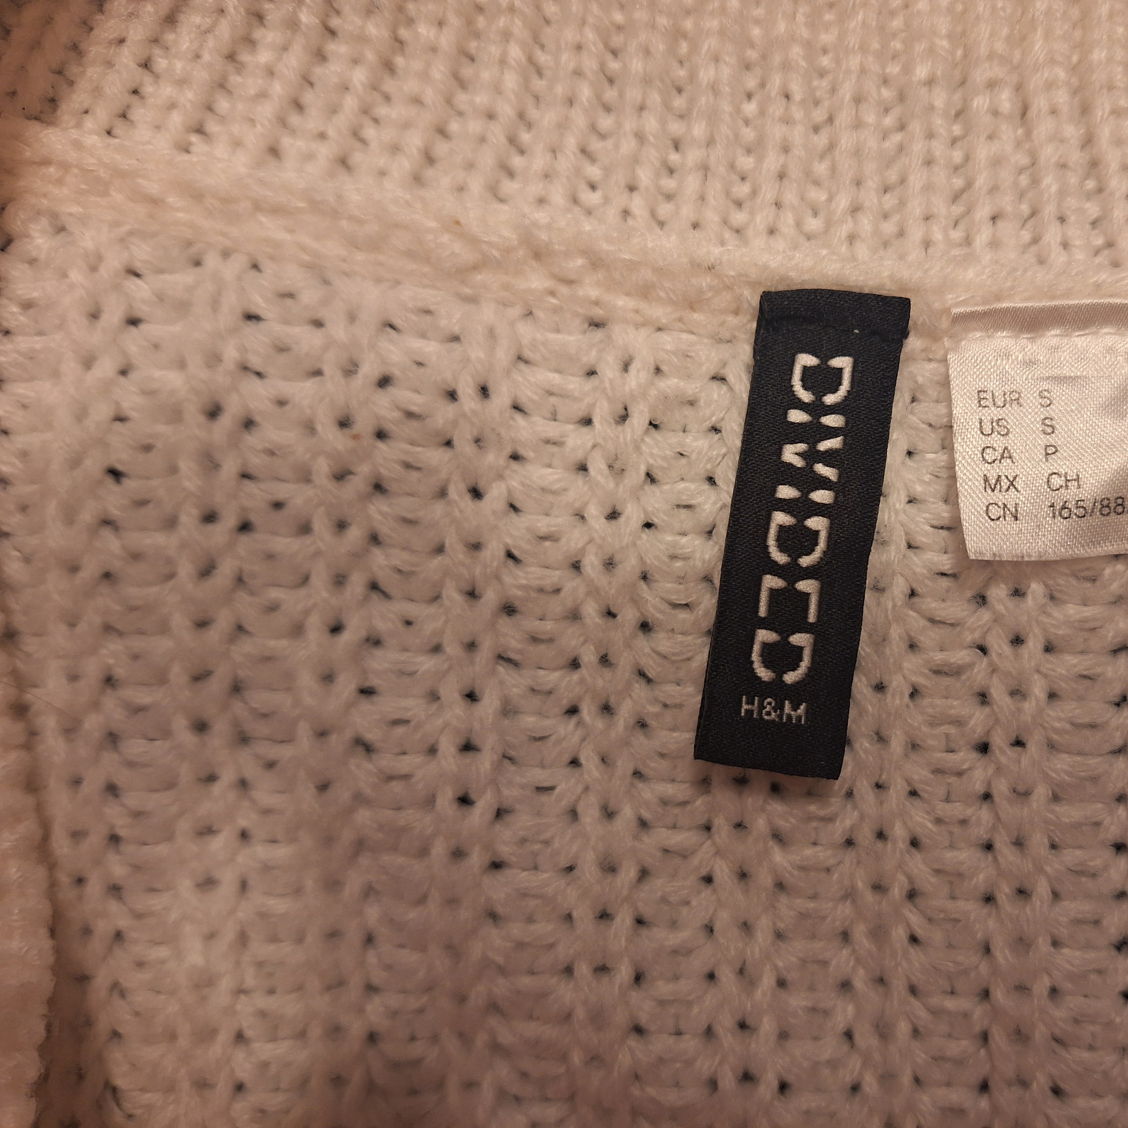 DIVIDED
H&M
EUR S
US S
CA P
MX CH
CN 165/88